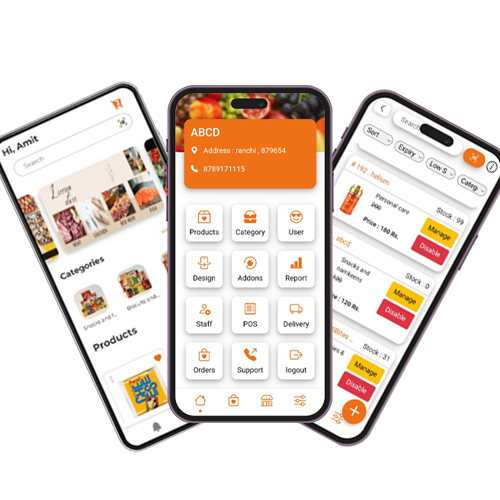 Hi, Amit
Search
Categories
Snacks and f..
Biscuits and..
Products
ABCD
Address : ranchi , 879654
8789171115
Products
Category
User
Design
Addons
Report
Staff
POS
Delivery
Orders
Support
logout
Search
Sort
Expiry
Low S
Categ
# 192 . helium
Stock : 99
Personal care
200
Price : 180 Rs.
Manage
Disable
abcd
Stock : 0
Snacks and
namkeens
: 120 Rs.
Manage
Disable
Bites
Stock : 31
Manage
Disable